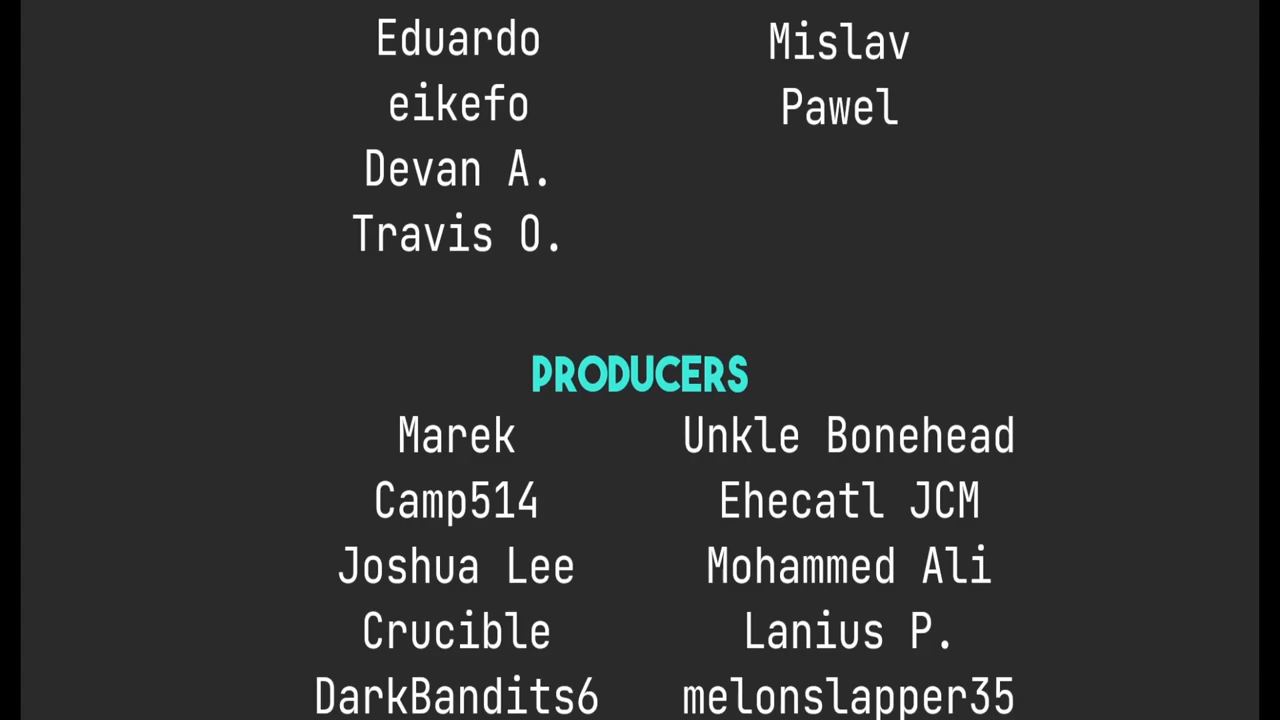 Eduardo
Mislav
eikefo
Pawel
Devan A.
Travis O.
PRODUCERS
Marek
Unkle Bonehead
Camp514
Ehecatl JCM
Joshua Lee
Mohammed Ali
Crucible
Lanius P.
DarkBandits6
melonslapper35